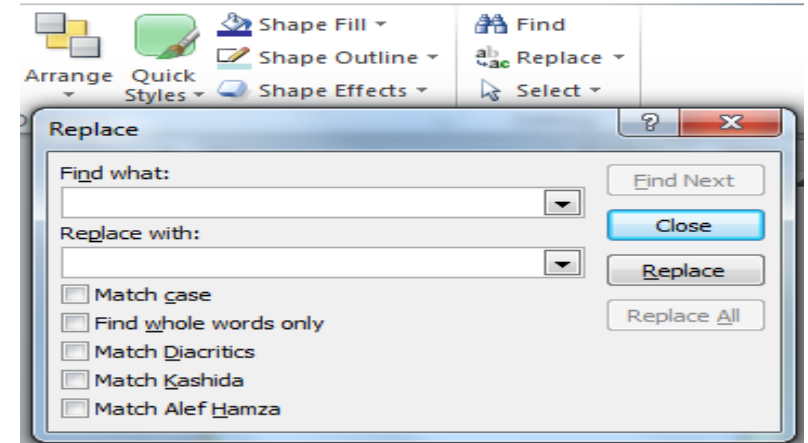 Shape Fill
Find
Shape Outline
Replace
Arrange
Quick Styles
Shape Effects
Select
Replace
?
X
Find what:
Find Next
Close
Replace with:
Replace
Match case
Replace All
Find whole words only
Match Diacritics
Match Kashida
Match Alef Hamza